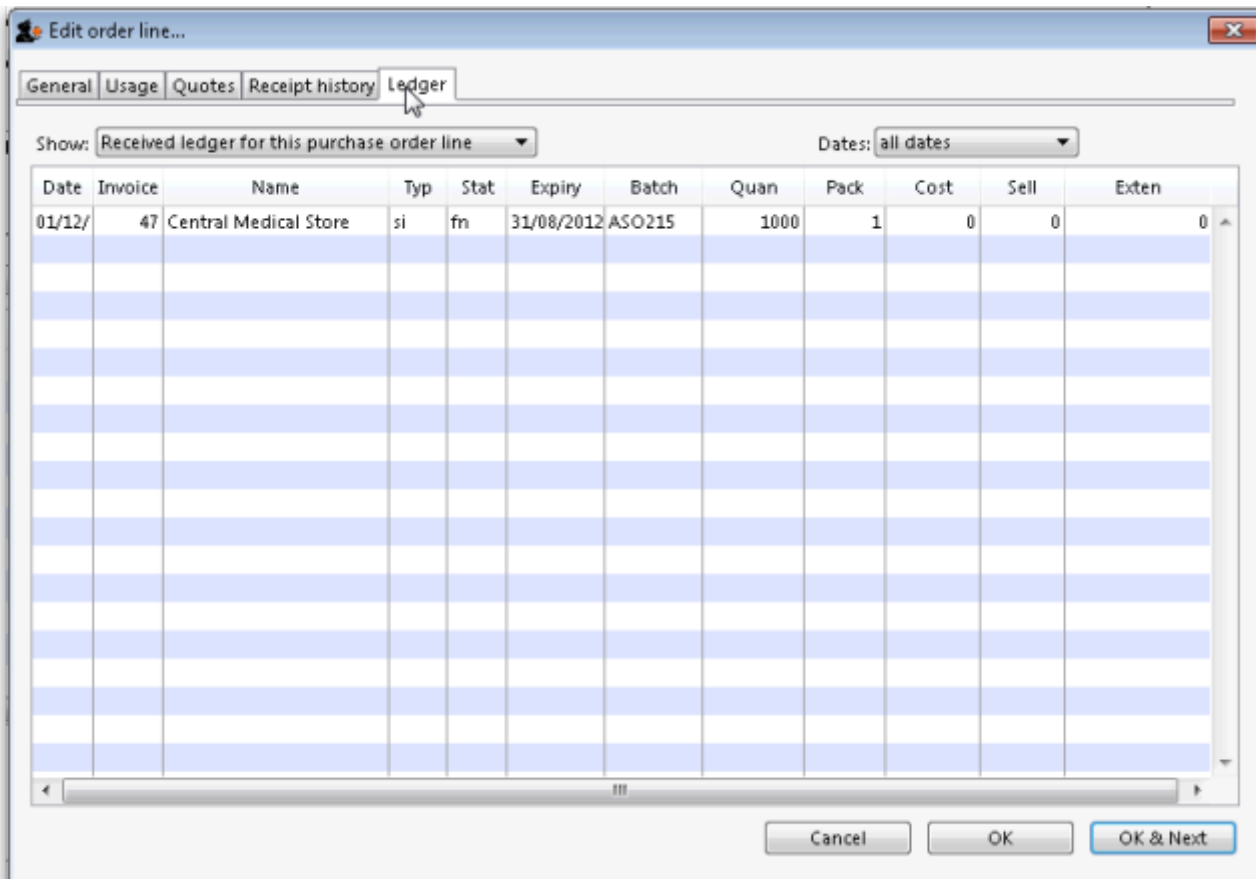 Edit order line...
General Usage Quotes Receipt history Ledger
Show: Received ledger for this purchase order line Dates: all dates
Date Invoice Name Typ Stat Expiry Batch Quan Pack Cost Sell Exten
01/12/ 47 Central Medical Store si fn 31/08/2012 ASO215 1000 1 0 0 0
Cancel OK OK & Next